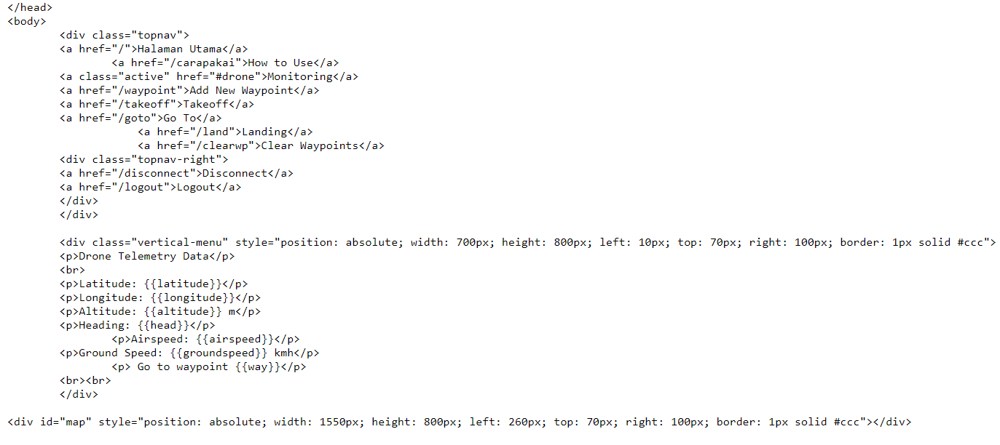 </head>
<body>
<div class="topnav">
<a href="/">Halaman Utama</a>
<a href="/carapakai">How to Use</a>
<a class="active" href="#drone">Monitoring</a>
<a href="/waypoint">Add New Waypoint</a>
<a href="/takeoff">Takeoff</a>
<a href="/goto">Go To</a>
<a href="/land">Landing</a>
<a href="/clearwp">Clear Waypoints</a>
<div class="topnav-right">
<a href="/disconnect">Disconnect</a>
<a href="/logout">Logout</a>
</div>
</div>
<div class="vertical-menu" style="position: absolute; width: 700px; height: 800px; left: 10px; top: 70px; right: 100px; border: 1px solid #ccc">
<p>Drone Telemetry Data</p>
<br>
<p>Latitude: {{latitude}}</p>
<p>Longitude: {{longitude}}</p>
<p>Altitude: {{altitude}} m</p>
<p>Heading: {{head}}</p>
<p>Airspeed: {{airspeed}}</p>
<p>Ground Speed: {{groundspeed}} kmh</p>
<p> Go to waypoint {{way}}</p>
<br><br>
</div>
<div id="map" style="position: absolute; width: 1550px; height: 800px; left: 260px; top: 70px; right: 100px; border: 1px solid #ccc"></div>